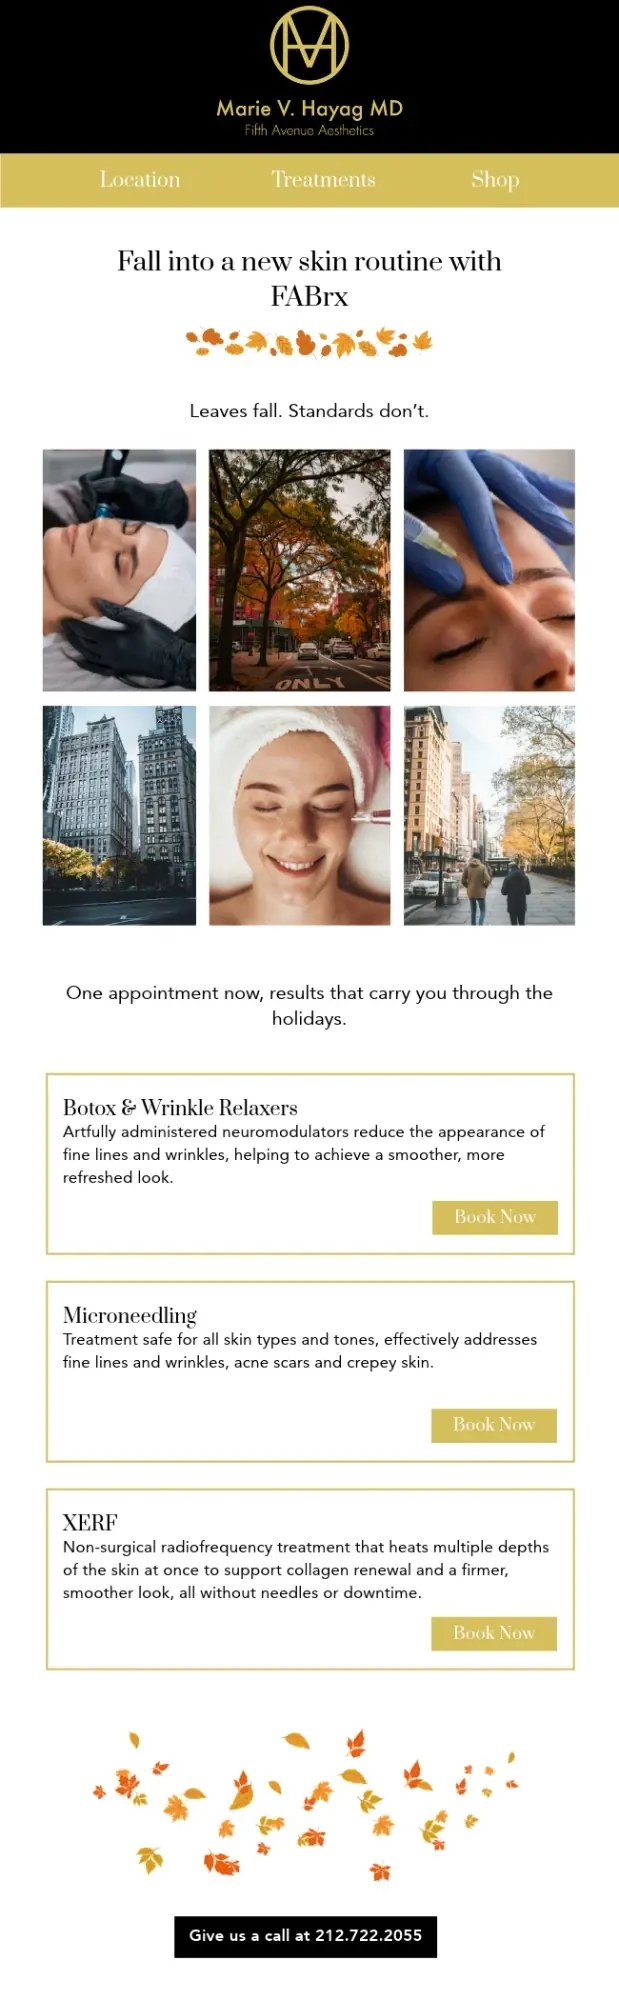 Marie V. Hayag MD
Fifth Avenue Aesthetics
Location Treatments Shop
Fall into a new skin routine with
FABrx
Leaves fall. Standards don’t.
ONLY
One appointment now, results that carry you through the
holidays.
Botox & Wrinkle Relaxers
Artfully administered neuromodulators reduce the appearance of
fine lines and wrinkles, helping to achieve a smoother, more
refreshed look.
Book Now
Microneedling
Treatment safe for all skin types and tones, effectively addresses
fine lines and wrinkles, acne scars and crepey skin.
Book Now
XERF
Non-surgical radiofrequency treatment that heats multiple depths
of the skin at once to support collagen renewal and a firmer,
smoother look, all without needles or downtime.
Book Now
Give us a call at 212.722.2055